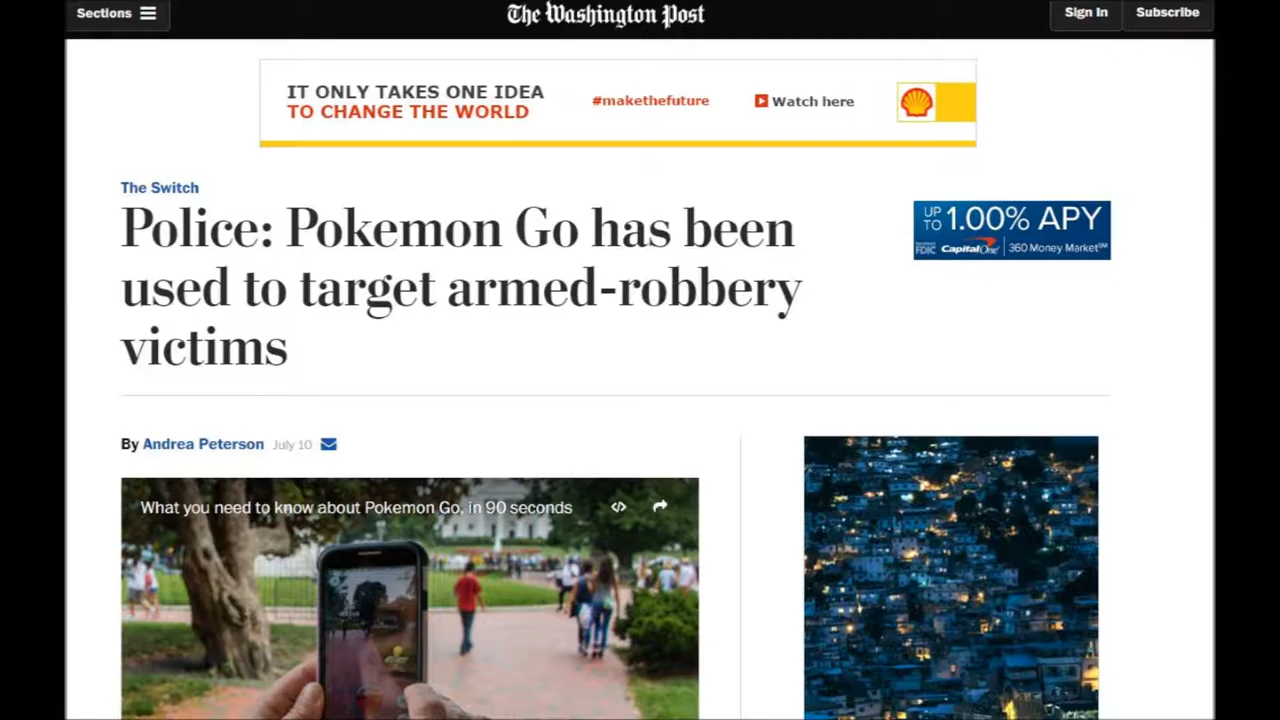 Sections
The Washington Post
Sign In
Subscribe
IT ONLY TAKES ONE IDEA
TO CHANGE THE WORLD
#makethefuture
Watch here
The Switch
Police: Pokemon Go has been
used to target armed-robbery
victims
UP TO 1.00% APY
FDIC Capital One 360 Money Market SM
By Andrea Peterson July 10
What you need to know about Pokemon Go, in 90 seconds